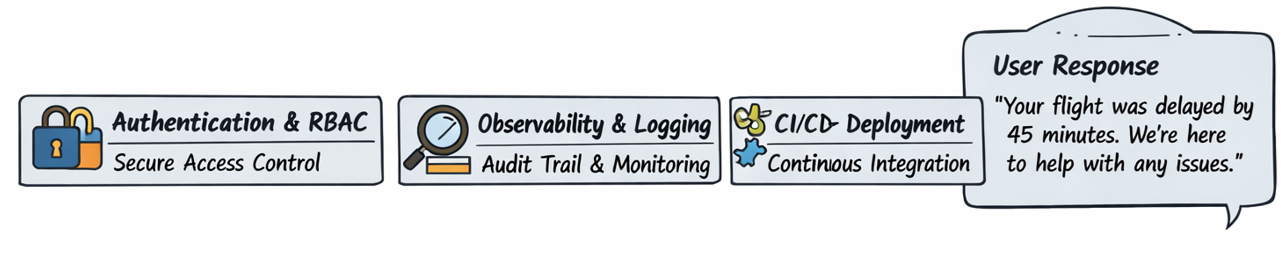 Authentication & RBAC
Secure Access Control
Observability & Logging
Audit Trail & Monitoring
CI/CD Deployment
Continuous Integration
User Response
"Your flight was delayed by
45 minutes. We're here
to help with any issues."